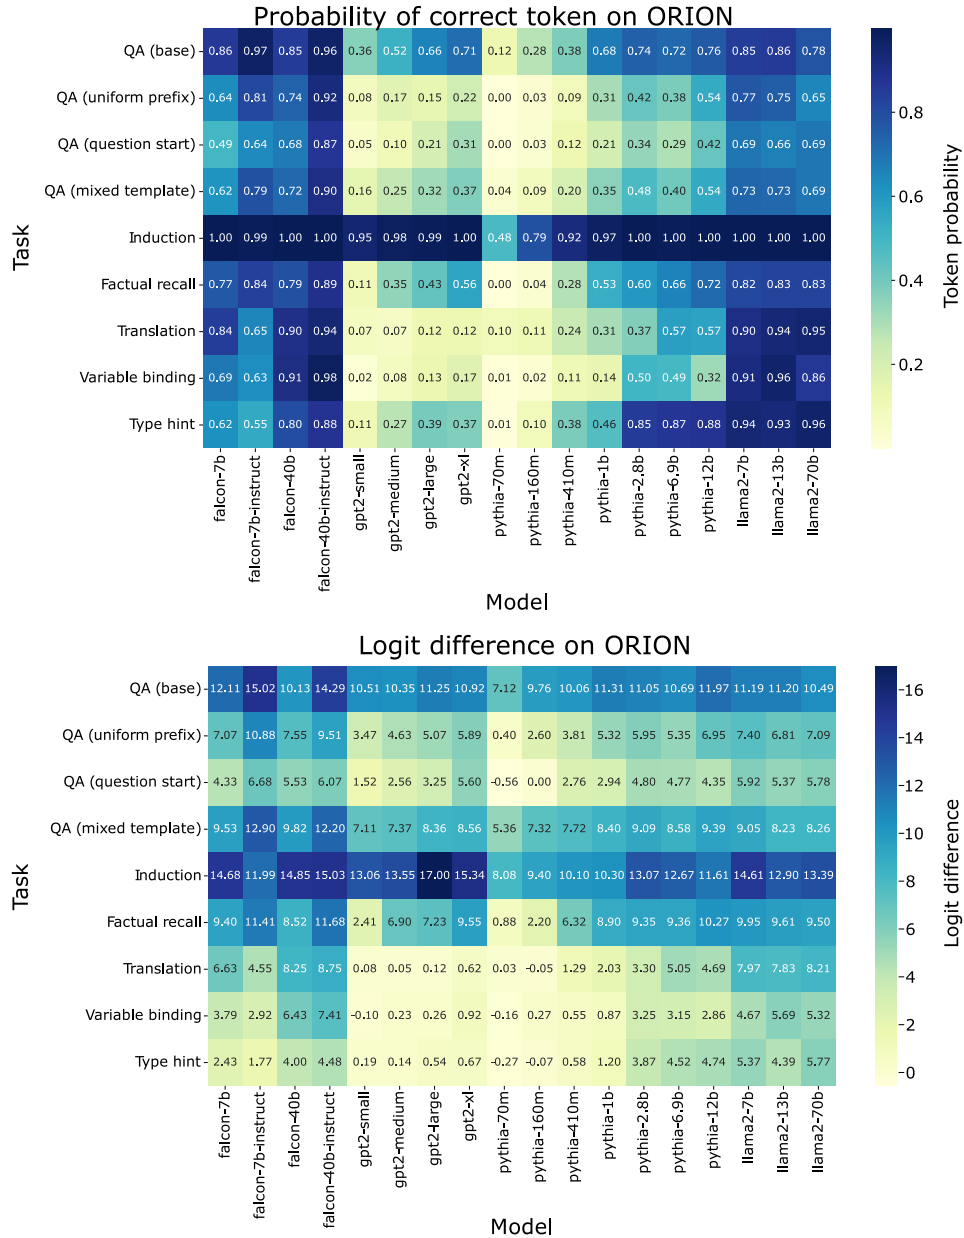 Probability of correct token on ORION
QA (base) 0.86 0.97 0.85 0.96 0.36 0.52 0.66 0.71 0.12 0.28 0.38 0.68 0.74 0.72 0.76 0.85 0.86 0.78
QA (uniform prefix) 0.64 0.81 0.74 0.92 0.08 0.17 0.15 0.22 0.00 0.03 0.09 0.31 0.42 0.38 0.54 0.77 0.75 0.65
QA (question start) 0.49 0.64 0.68 0.87 0.05 0.10 0.21 0.31 0.00 0.03 0.12 0.21 0.34 0.29 0.42 0.69 0.66 0.69
QA (mixed template) 0.62 0.79 0.72 0.90 0.16 0.25 0.32 0.37 0.04 0.09 0.20 0.35 0.48 0.40 0.54 0.73 0.73 0.69
Induction 1.00 0.99 1.00 1.00 0.95 0.98 0.99 1.00 0.48 0.79 0.92 0.97 1.00 1.00 1.00 1.00 1.00 1.00
Factual recall 0.77 0.84 0.79 0.89 0.11 0.35 0.43 0.56 0.00 0.04 0.28 0.53 0.60 0.66 0.72 0.82 0.83 0.83
Translation 0.84 0.65 0.90 0.94 0.07 0.07 0.12 0.12 0.10 0.11 0.24 0.31 0.37 0.57 0.57 0.90 0.94 0.95
Variable binding 0.69 0.63 0.91 0.98 0.02 0.08 0.13 0.17 0.01 0.02 0.11 0.14 0.50 0.49 0.32 0.91 0.96 0.86
Type hint 0.62 0.55 0.80 0.88 0.11 0.27 0.39 0.37 0.01 0.10 0.38 0.46 0.85 0.87 0.88 0.94 0.93 0.96
Task
falcon-7b falcon-7b-instruct falcon-40b falcon-40b-instruct gpt2-small gpt2-medium gpt2-large gpt2-xl pythia-70m pythia-160m pythia-410m pythia-1b pythia-2.8b pythia-6.9b pythia-12b llama2-7b llama2-13b llama2-70b
Model
0.8
0.6
0.4
0.2
Token probability
Logit difference on ORION
QA (base) 12.11 15.02 10.13 14.29 10.51 10.35 11.25 10.92 7.12 9.76 10.06 11.31 11.05 10.69 11.97 11.19 11.20 10.49
QA (uniform prefix) 7.07 10.88 7.55 9.51 3.47 4.63 5.07 5.89 0.40 2.60 3.81 5.32 5.95 5.35 6.95 7.40 6.81 7.09
QA (question start) 4.33 6.68 5.53 6.07 1.52 2.56 3.25 5.60 -0.56 0.00 2.76 2.94 4.80 4.77 4.35 5.92 5.37 5.78
QA (mixed template) 9.53 12.90 9.82 12.20 7.11 7.37 8.36 8.56 5.36 7.32 7.72 8.40 9.09 8.58 9.39 9.05 8.23 8.26
Induction 14.68 11.99 14.85 15.03 13.06 13.55 17.00 15.34 8.08 9.40 10.10 10.30 13.07 12.67 11.61 14.61 12.90 13.39
Factual recall 9.40 11.41 8.52 11.68 2.41 6.90 7.23 9.55 0.88 2.20 6.32 8.90 9.35 9.36 10.27 9.95 9.61 9.50
Translation 6.63 4.55 8.25 8.75 0.08 0.05 0.12 0.62 0.03 -0.05 1.29 2.03 3.30 5.05 4.69 7.97 7.83 8.21
Variable binding 3.79 2.92 6.43 7.41 -0.10 0.23 0.26 0.92 -0.16 0.27 0.55 0.87 3.25 3.15 2.86 4.67 5.69 5.32
Type hint 2.43 1.77 4.00 4.48 0.19 0.14 0.54 0.67 -0.27 -0.07 0.58 1.20 3.87 4.52 4.74 5.37 4.39 5.77
Task
falcon-7b falcon-7b-instruct falcon-40b falcon-40b-instruct gpt2-small gpt2-medium gpt2-large gpt2-xl pythia-70m pythia-160m pythia-410m pythia-1b pythia-2.8b pythia-6.9b pythia-12b llama2-7b llama2-13b llama2-70b
Model
16
14
12
10
8
6
4
2
0
Logit difference